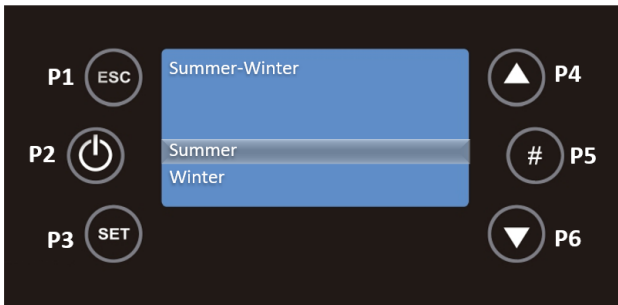 Summer-Winter
P1 ESC P4
P2 Summer # P5
Winter
P3 SET P6